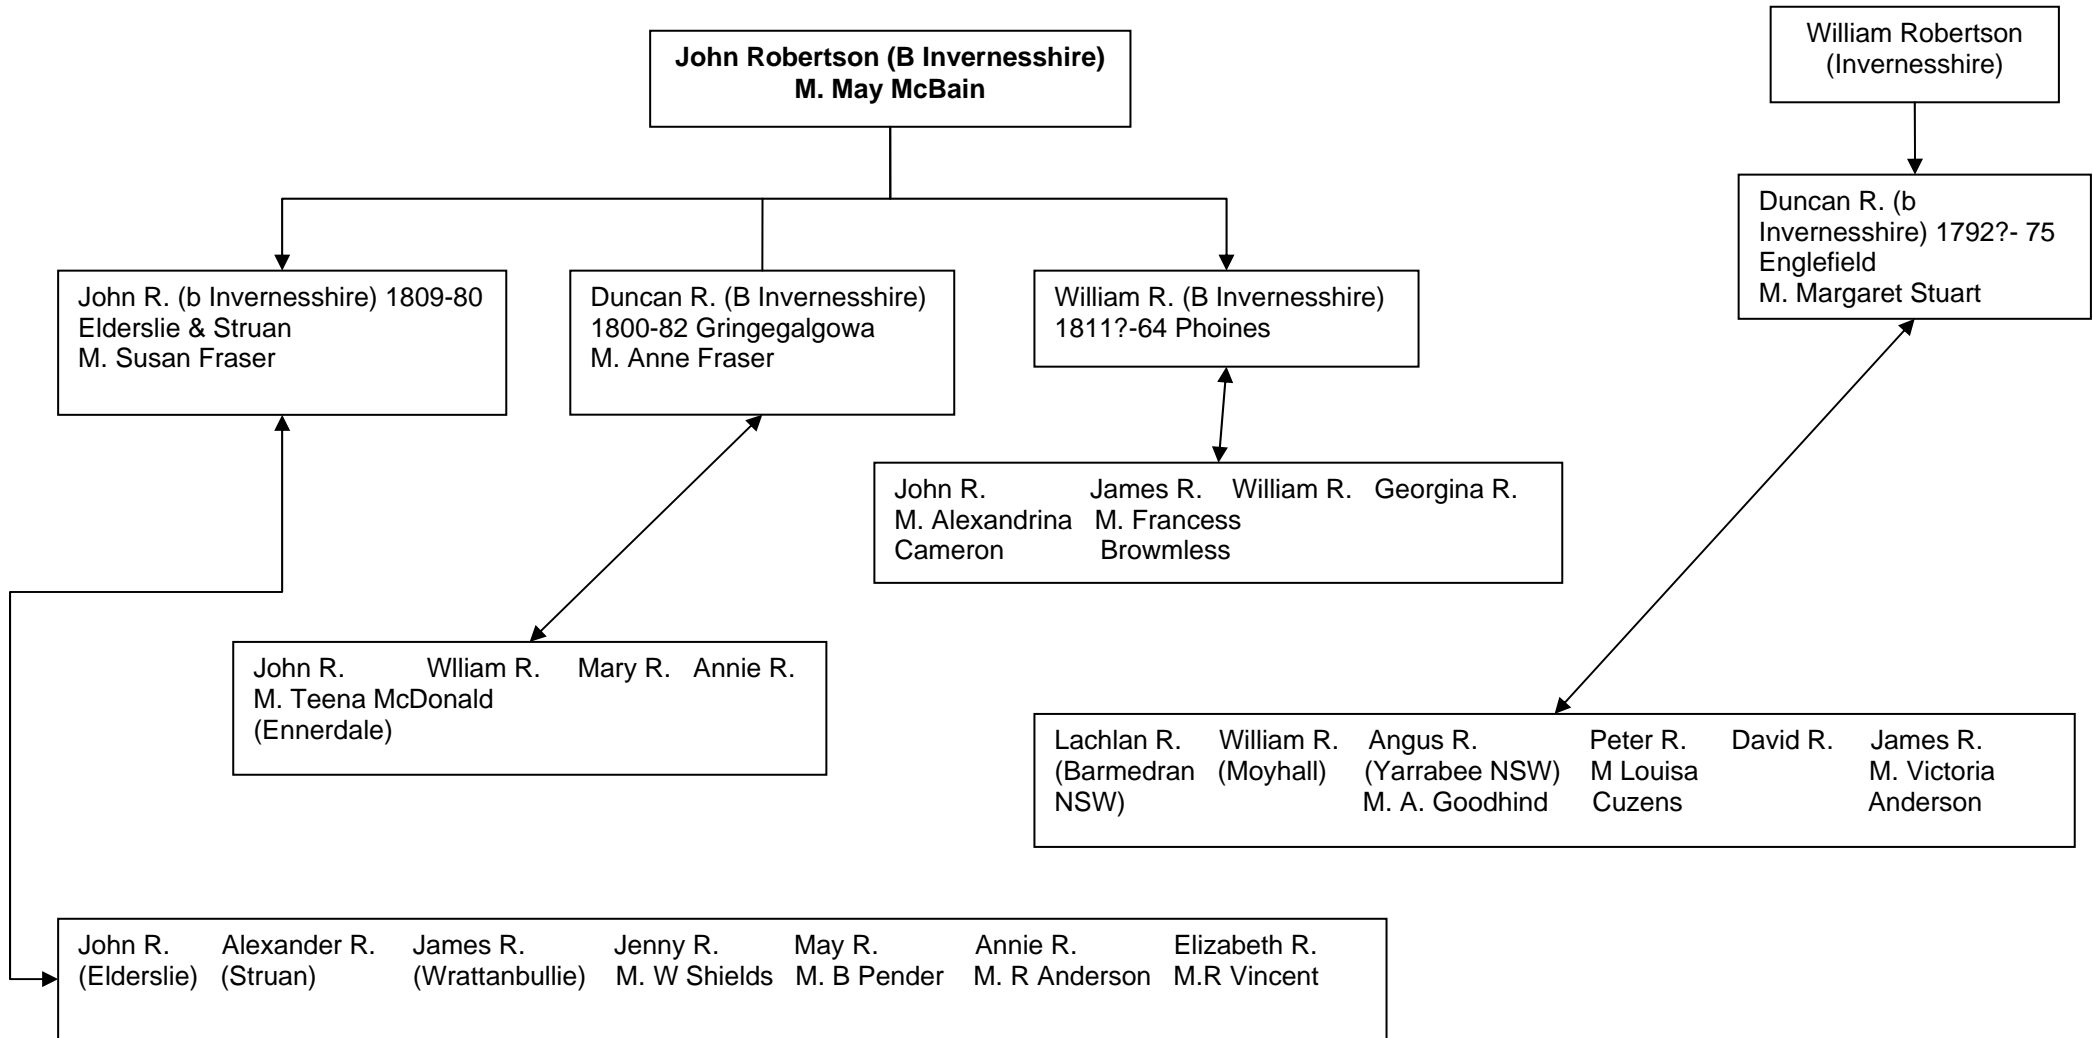 John Robertson (B Invernesshire)
M. May McBain
William Robertson
(Invernesshire)
Duncan R. (b
Invernesshire) 1792?- 75
Englefield
M. Margaret Stuart
John R. (b Invernesshire) 1809-80
Elderslie & Struan
M. Susan Fraser
Duncan R. (B Invernesshire)
1800-82 Gringegalgowa
M. Anne Fraser
William R. (B Invernesshire)
1811?-64 Phoines
John R. James R. William R. Georgina R.
M. Alexandrina M. Francess
Cameron Browmless
John R. Wlliam R. Mary R. Annie R.
M. Teena McDonald
(Ennerdale)
Lachlan R. William R. Angus R. Peter R. David R. James R.
(Barmedran (Moyhall) (Yarrabee NSW) M Louisa M. Victoria
NSW) M. A. Goodhind Cuzens Anderson
John R. Alexander R. James R. Jenny R. May R. Annie R. Elizabeth R.
(Elderslie) (Struan) (Wrattanbullie) M. W Shields M. B Pender M. R Anderson M.R Vincent